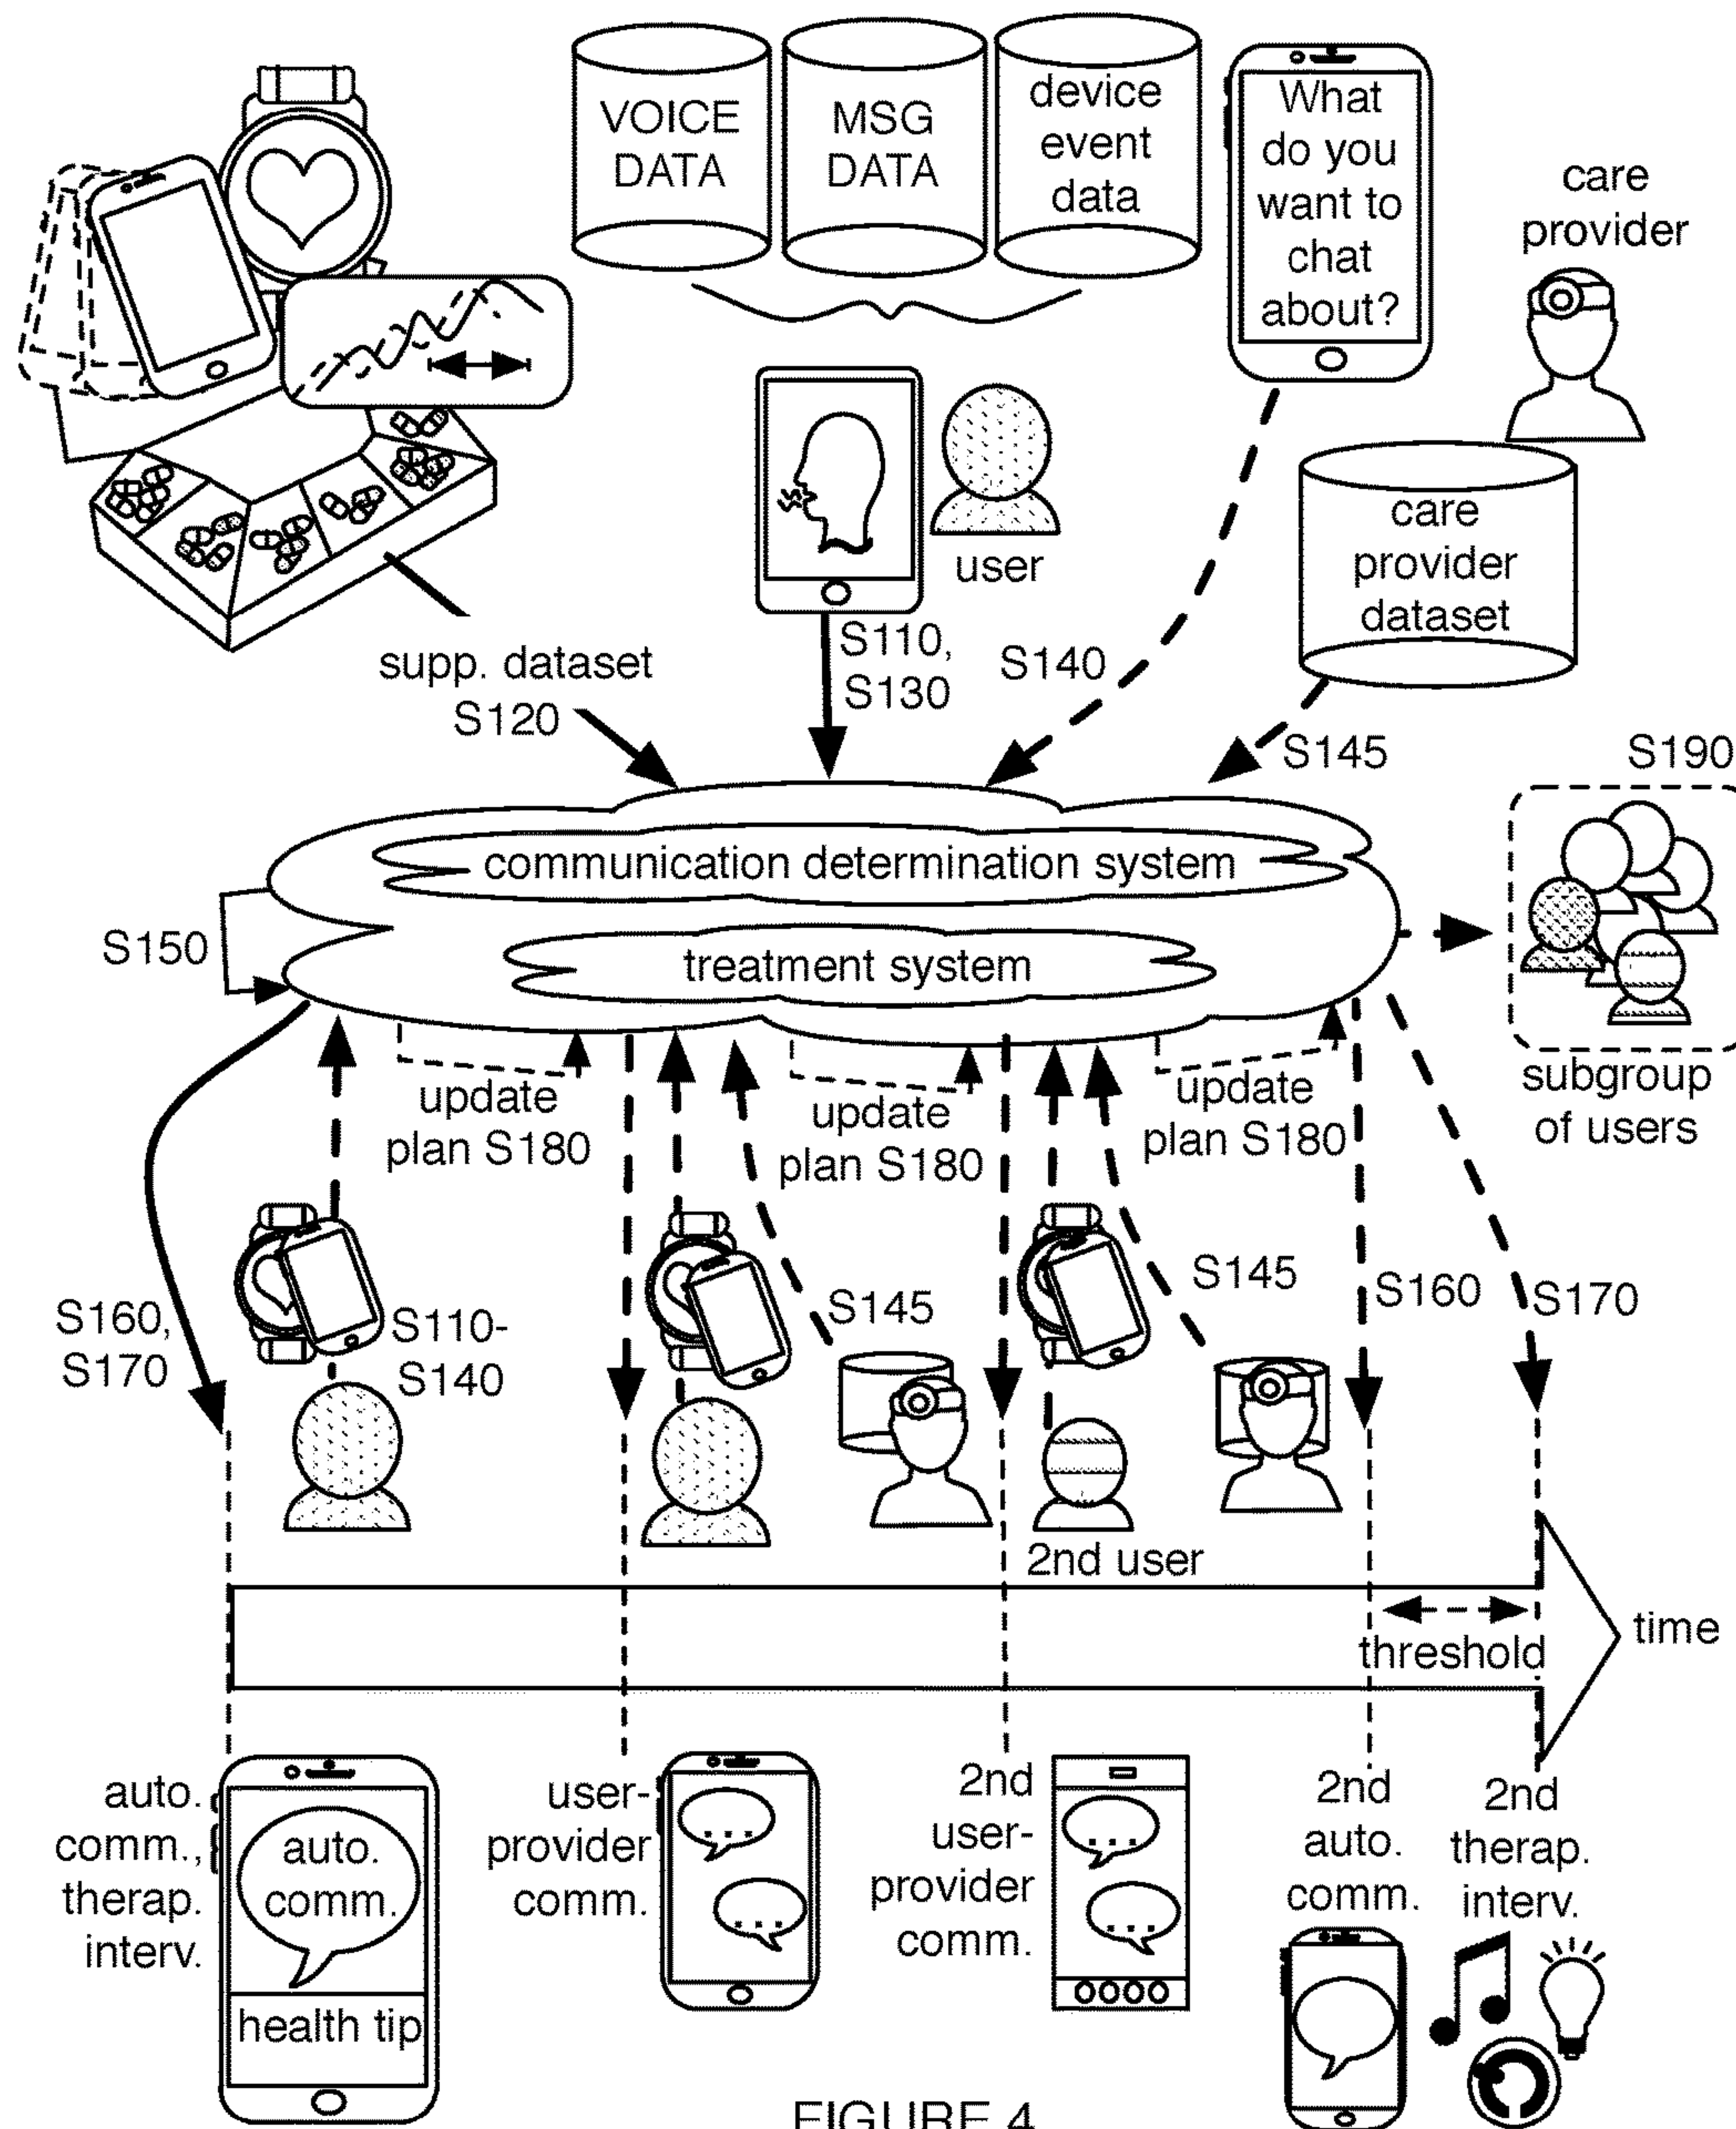 VOICE
DATA
MSG
DATA
device
event
data
What
do you
want to
chat
about?
care
provider
user
care
provider
dataset
supp. dataset
S120
S110,
S130
S140
S145
S190
communication determination system
treatment system
S150
subgroup
of users
update
plan S180
update
plan S180
update
plan S180
S160,
S170
S110-
S140
S145
S145
S160
S170
2nd user
threshold
time
auto.
comm.,
therap.
interv.
auto.
comm.
health tip
user-
provider
comm.
2nd
user-
provider
comm.
2nd
auto.
comm.
2nd
therap.
interv.
FIGURE 4